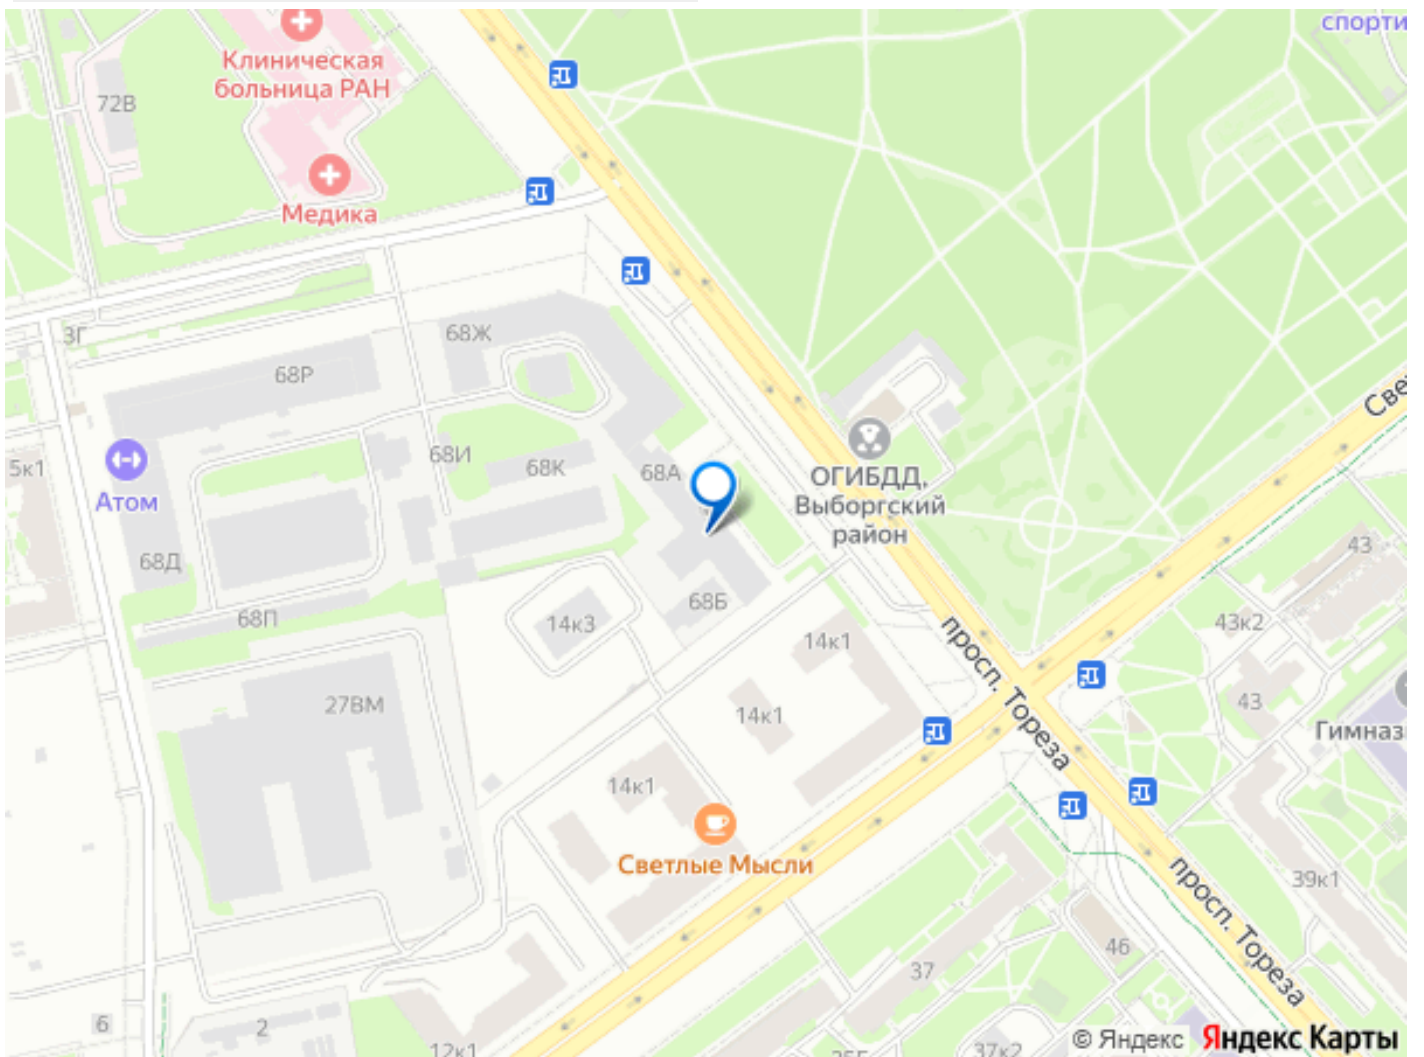 спорти
Клиническая
больница РАН
72В
Медика
3Г
68Ж
68Р
Све
5к1
Атом
68И
68К
68А
ОГИБДД,
Выборгский
район
68Д
68П
68Б
14к3
14к1
43
43к2
просп. Тореза
27ВМ
14к1
43
Гимназ
14к1
Светлые Мысли
39к1
просп. Тореза
46
37
6
2
12к1
37к2
© Яндекс Яндекс Карты